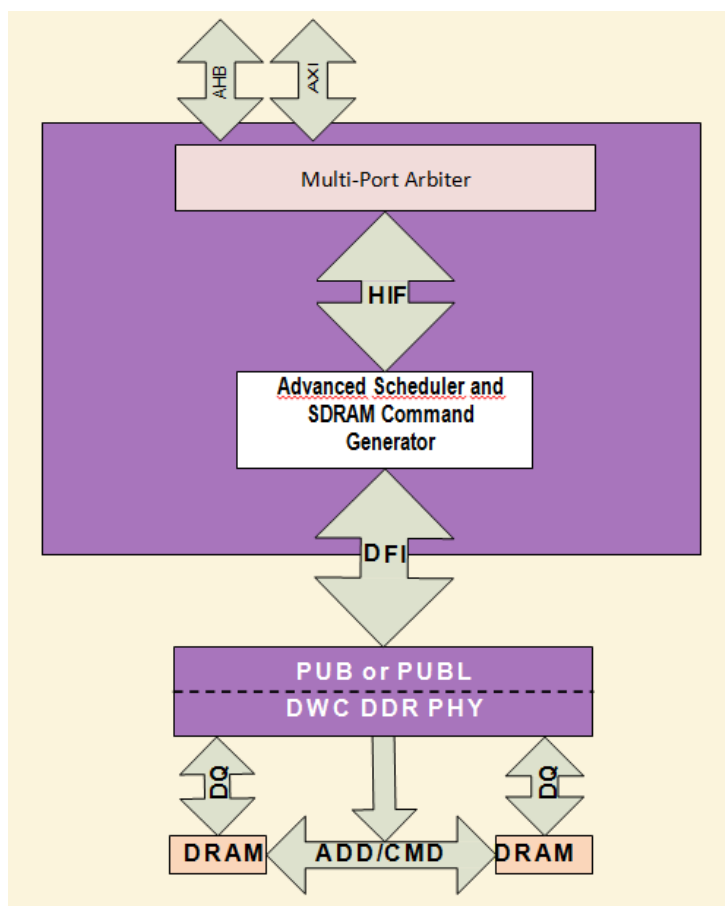 AHB
AXI
Multi-Port Arbiter
HIF
Advanced Scheduler and
SDRAM Command
Generator
DFI
PUB or PUBL
DWC DDR PHY
DQ
DQ
DRAM
ADD/CMD
DRAM